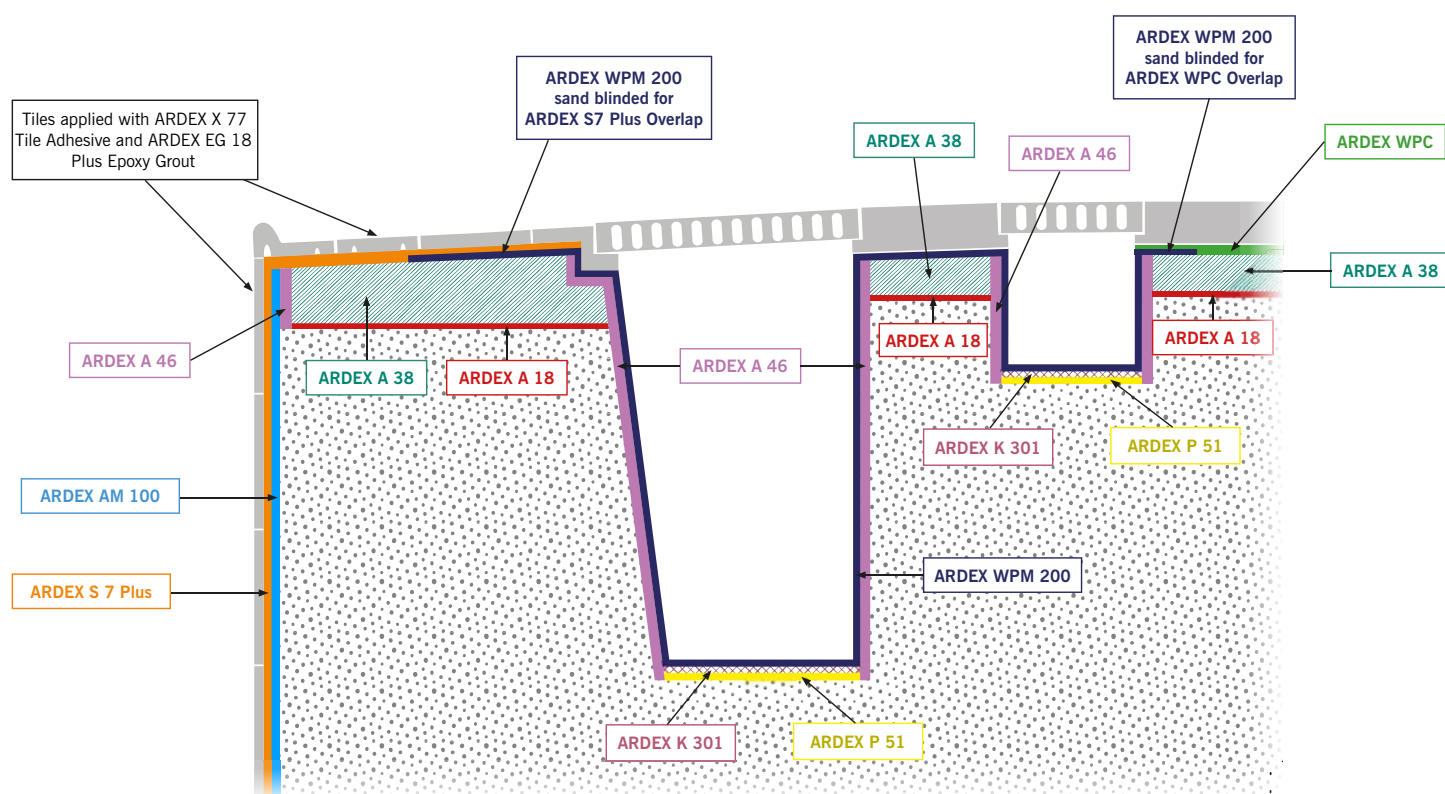 ARDEX WPM 200
sand blinded for
ARDEX WPC Overlap
ARDEX WPM 200
sand blinded for
ARDEX S7 Plus Overlap
Tiles applied with ARDEX X 77
Tile Adhesive and ARDEX EG 18
Plus Epoxy Grout
ARDEX A 38
ARDEX A 46
ARDEX WPC
ARDEX A 38
ARDEX A 18
ARDEX A 18
ARDEX A 46
ARDEX A 38
ARDEX A 18
ARDEX A 46
ARDEX K 301
ARDEX P 51
ARDEX AM 100
ARDEX S 7 Plus
ARDEX WPM 200
ARDEX K 301
ARDEX P 51